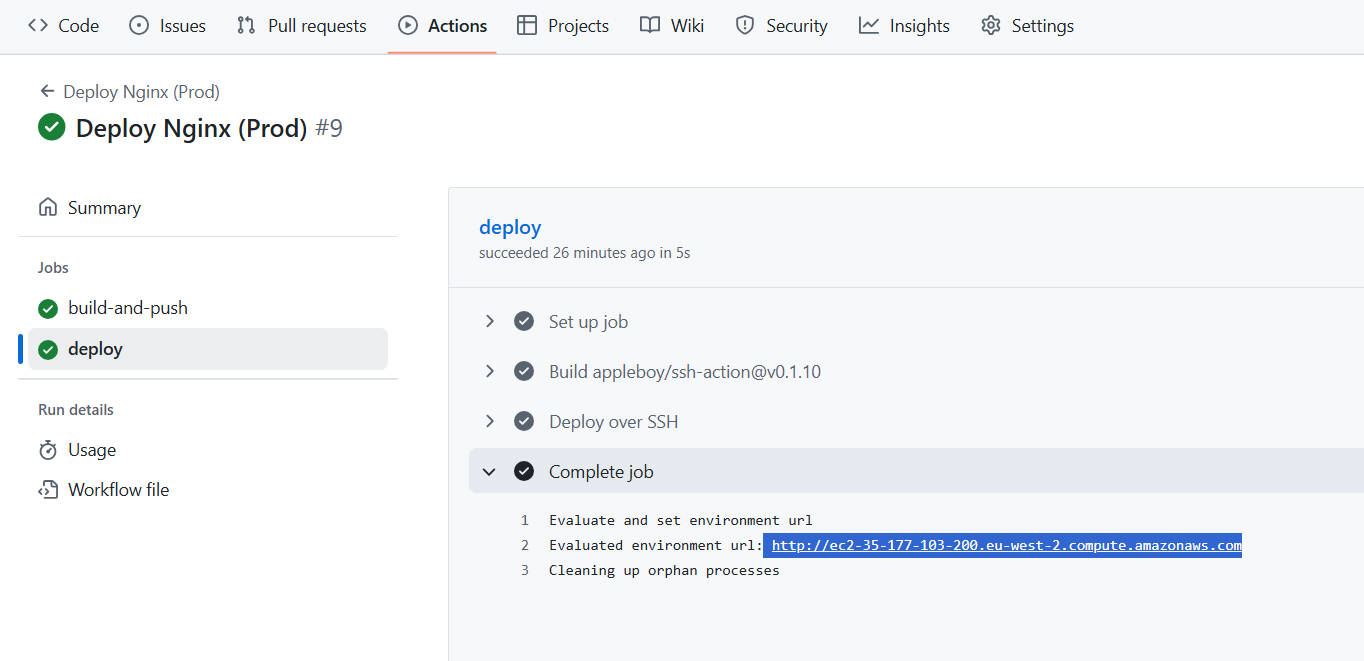 Code Issues Pull requests Actions Projects Wiki Security Insights Settings
Deploy Nginx (Prod)
Deploy Nginx (Prod) #9
Summary
Jobs
build-and-push
deploy
Run details
Usage
Workflow file
deploy
succeeded 26 minutes ago in 5s
Set up job
Build appleboy/ssh-action@v0.1.10
Deploy over SSH
Complete job
1 Evaluate and set environment url
2 Evaluated environment url: http://ec2-35-177-103-200.eu-west-2.compute.amazonaws.com
3 Cleaning up orphan processes